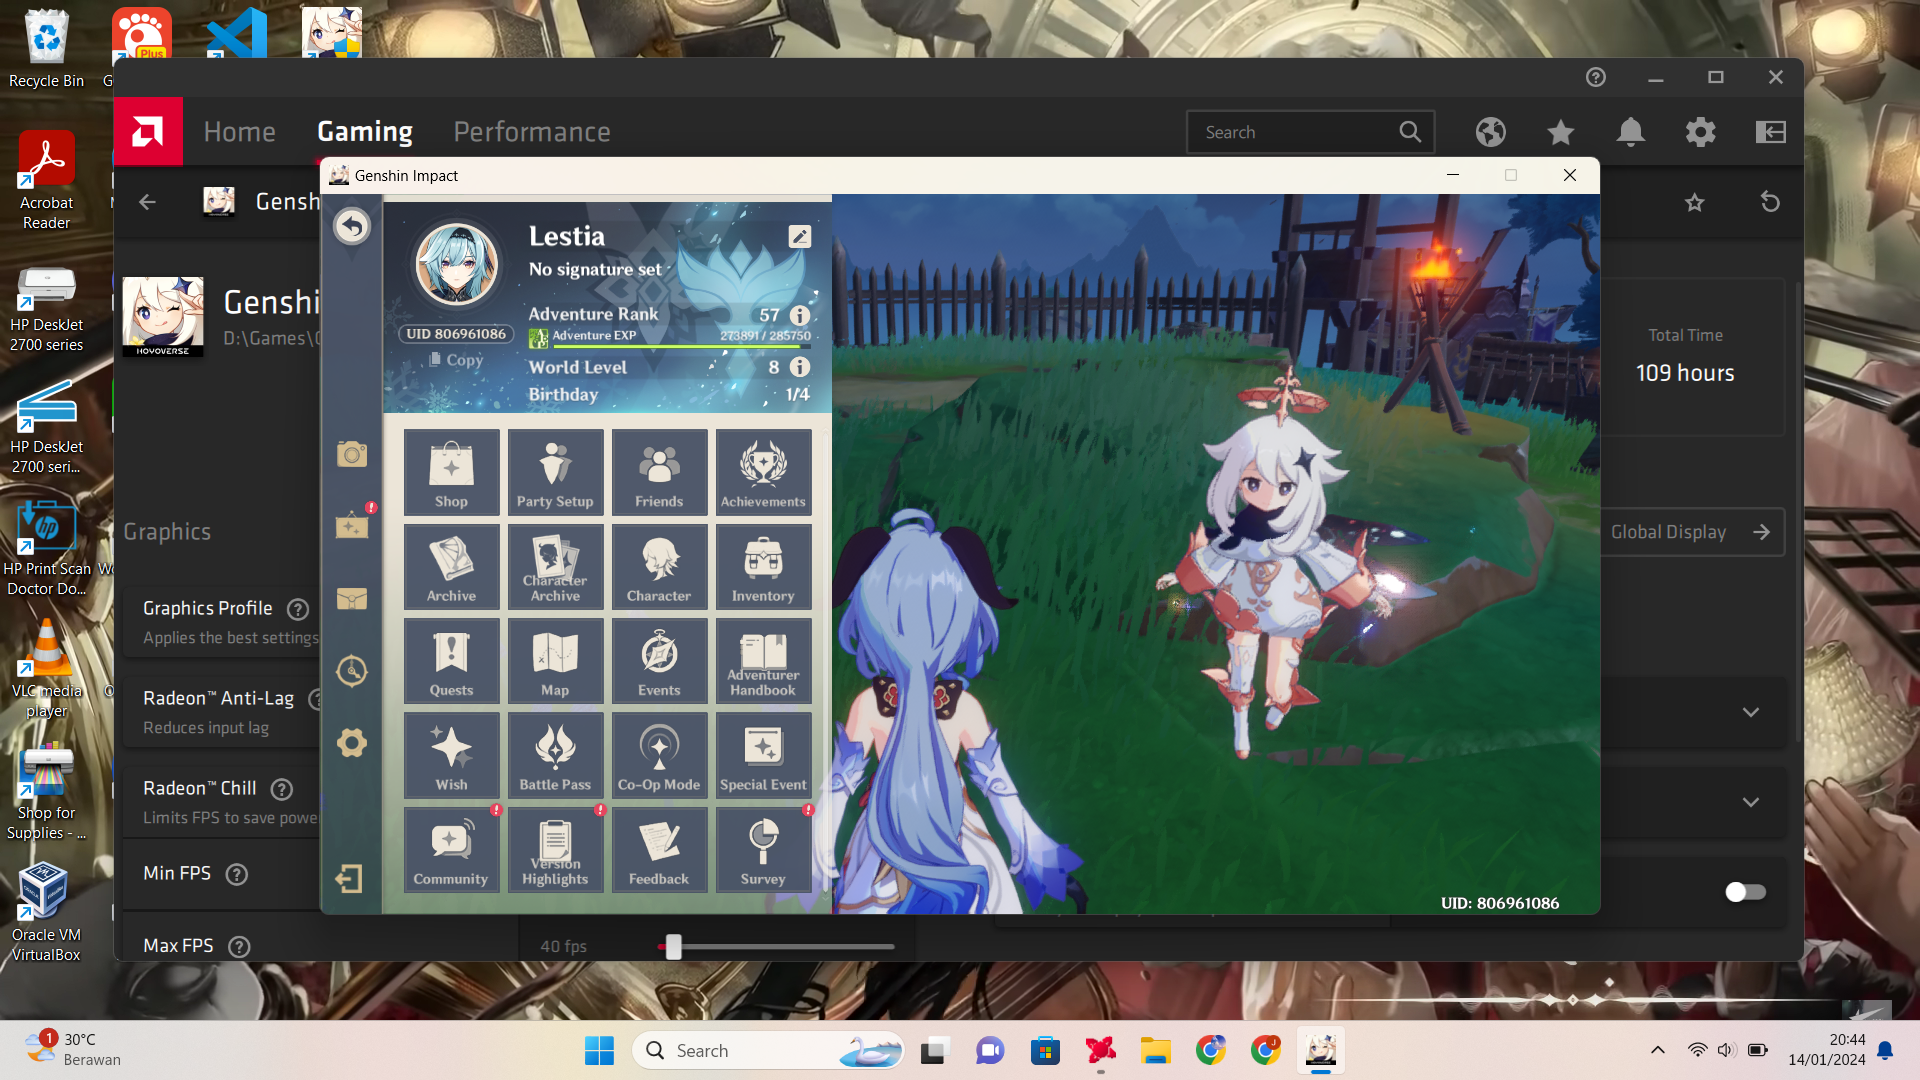 Recycle Bin
G
Plus
Acrobat
Reader
HP DeskJet
2700 series
HP DeskJet
2700 seri...
HP Print Scan
Doctor Do...
Wo
VLC media
player
O
Shop for
Supplies - ...
Oracle VM
VirtualBox
Home
Gaming
Performance
Search
Gensh
Genshi
D:\Games\G
HOYOVERSE
Total Time
109 hours
Graphics
Global Display
Graphics Profile
Applies the best settings
Radeon™ Anti-Lag
Reduces input lag
Radeon™ Chill
Limits FPS to save powe
Min FPS
Max FPS
40 fps
Genshin Impact
Lestia
No signature set
UID 806961086
Copy
Adventure Rank 57
Adventure EXP 273891 / 285750
World Level 8
Birthday 1/4
Shop
Party Setup
Friends
Achievements
Archive
Character
Archive
Character
Inventory
Quests
Map
Events
Adventurer
Handbook
Wish
Battle Pass
Co-Op Mode
Special Event
Community
Version
Highlights
Feedback
Survey
UID: 806961086
1
30°C
Berawan
Search
20:44
14/01/2024